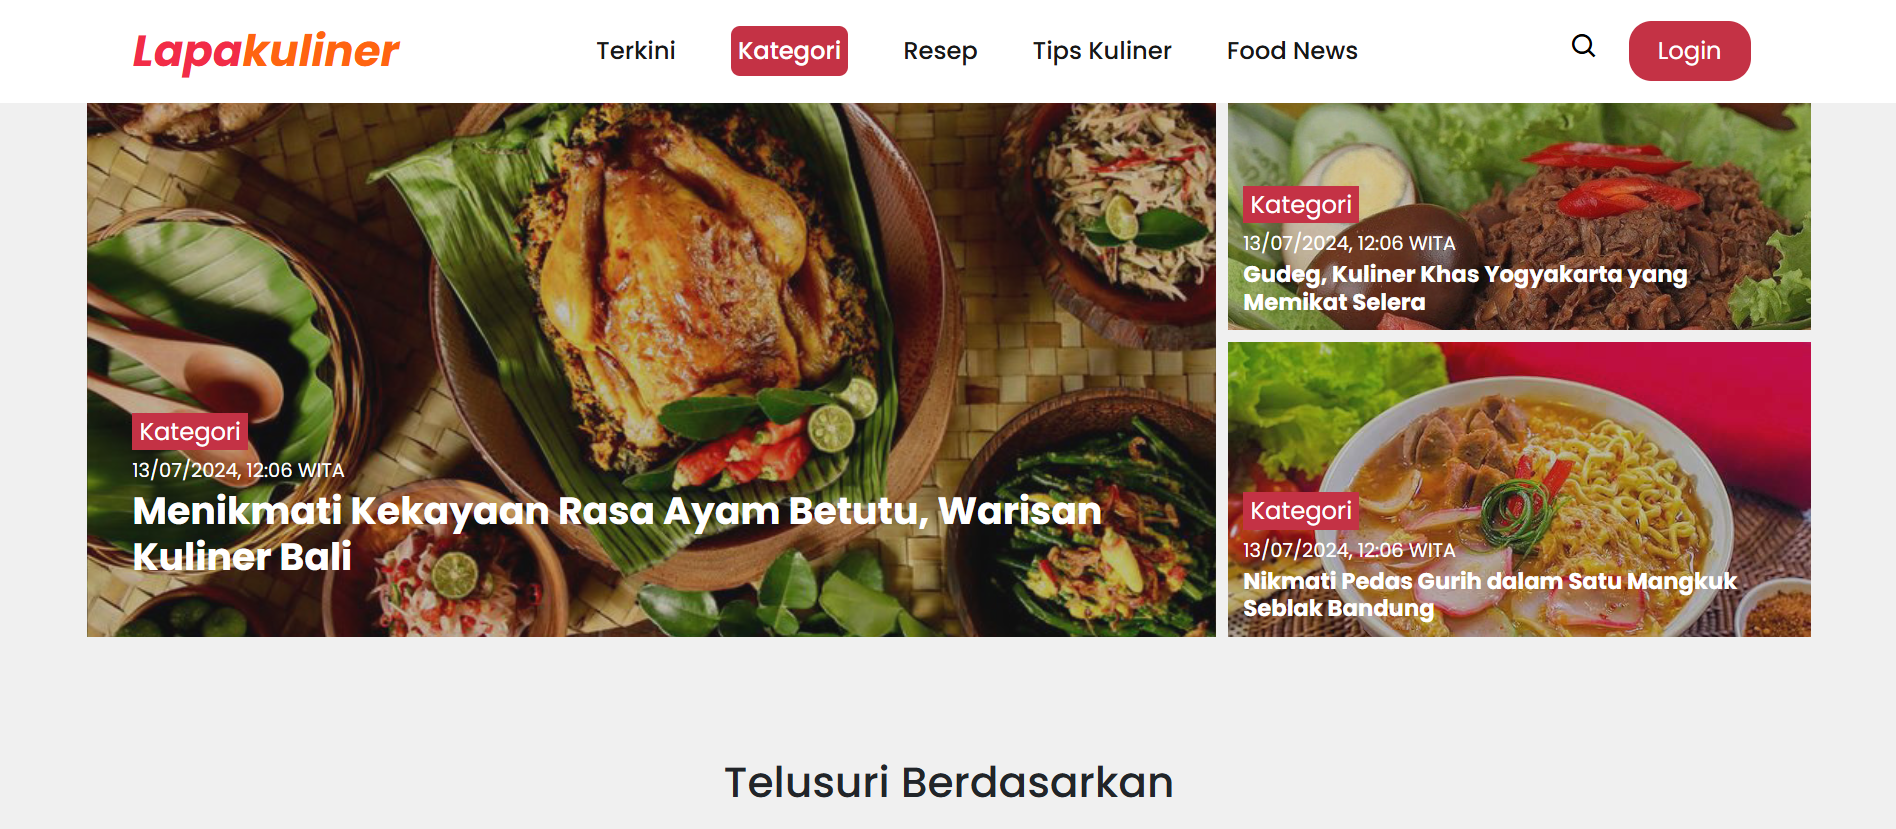 Lapakuliner
Terkini
Kategori
Resep
Tips Kuliner
Food News
Login
Kategori
13/07/2024, 12:06 WITA
Menikmati Kekayaan Rasa Ayam Betutu, Warisan
Kuliner Bali
Kategori
13/07/2024, 12:06 WITA
Gudeg, Kuliner Khas Yogyakarta yang
Memikat Selera
Kategori
13/07/2024, 12:06 WITA
Nikmati Pedas Gurih dalam Satu Mangkuk
Seblak Bandung
Telusuri Berdasarkan